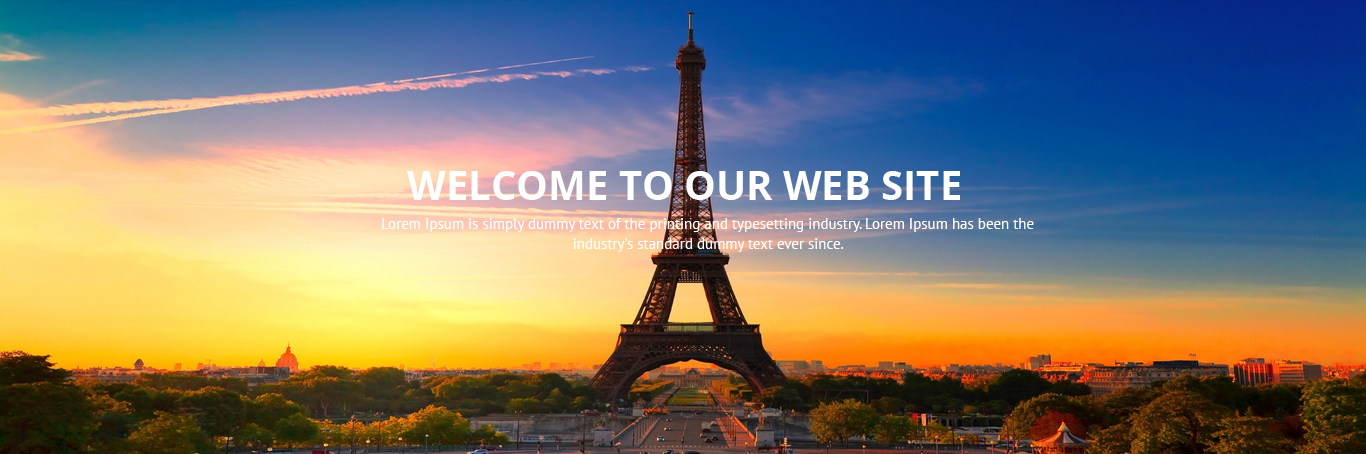 WELCOME TO OUR WEB SITE
Lorem Ipsum is simply dummy text of the printing and typesetting industry. Lorem Ipsum has been the
industry's standard dummy text ever since.